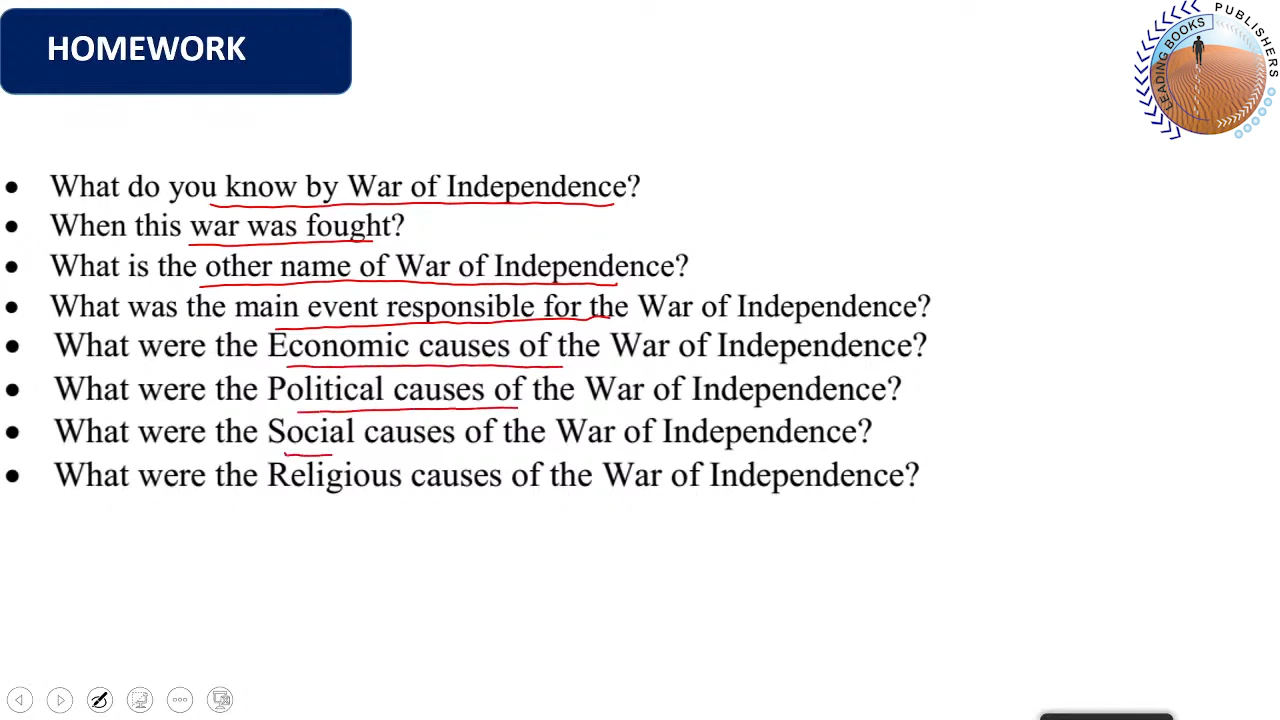 HOMEWORK
LEADING BOOKS PUBLISHERS
• What do you know by War of Independence?
• When this war was fought?
• What is the other name of War of Independence?
• What was the main event responsible for the War of Independence?
• What were the Economic causes of the War of Independence?
• What were the Political causes of the War of Independence?
• What were the Social causes of the War of Independence?
• What were the Religious causes of the War of Independence?